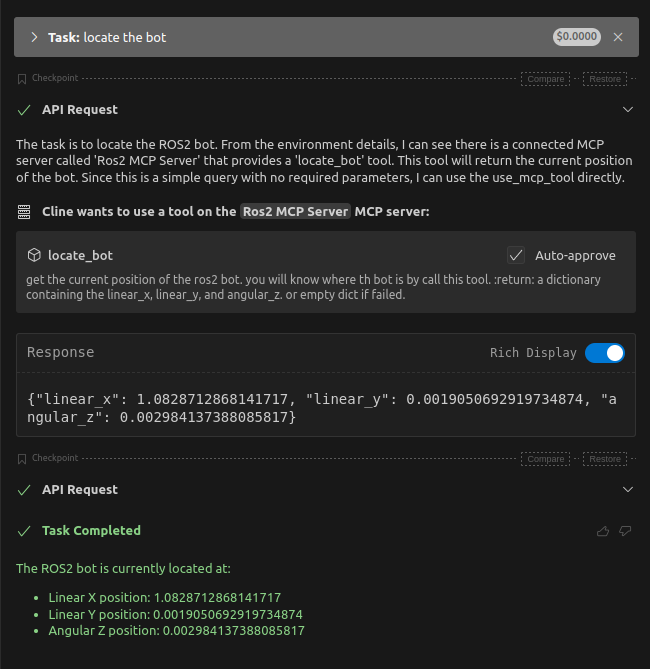 Task: locate the bot
$0.0000
Checkpoint
Compare
Restore
API Request
The task is to locate the ROS2 bot. From the environment details, I can see there is a connected MCP
server called 'Ros2 MCP Server' that provides a 'locate_bot' tool. This tool will return the current position
of the bot. Since this is a simple query with no required parameters, I can use the use_mcp_tool directly.
Cline wants to use a tool on the Ros2 MCP Server MCP server:
locate_bot
Auto-approve
get the current position of the ros2 bot. you will know where th bot is by call this tool. :return: a dictionary
containing the linear_x, linear_y, and angular_z. or empty dict if failed.
Response
Rich Display
{"linear_x": 1.0828712868141717, "linear_y": 0.0019050692919734874, "a
ngular_z": 0.002984137388085817}
Checkpoint
Compare
Restore
API Request
Task Completed
The ROS2 bot is currently located at:
• Linear X position: 1.0828712868141717
• Linear Y position: 0.0019050692919734874
• Angular Z position: 0.002984137388085817